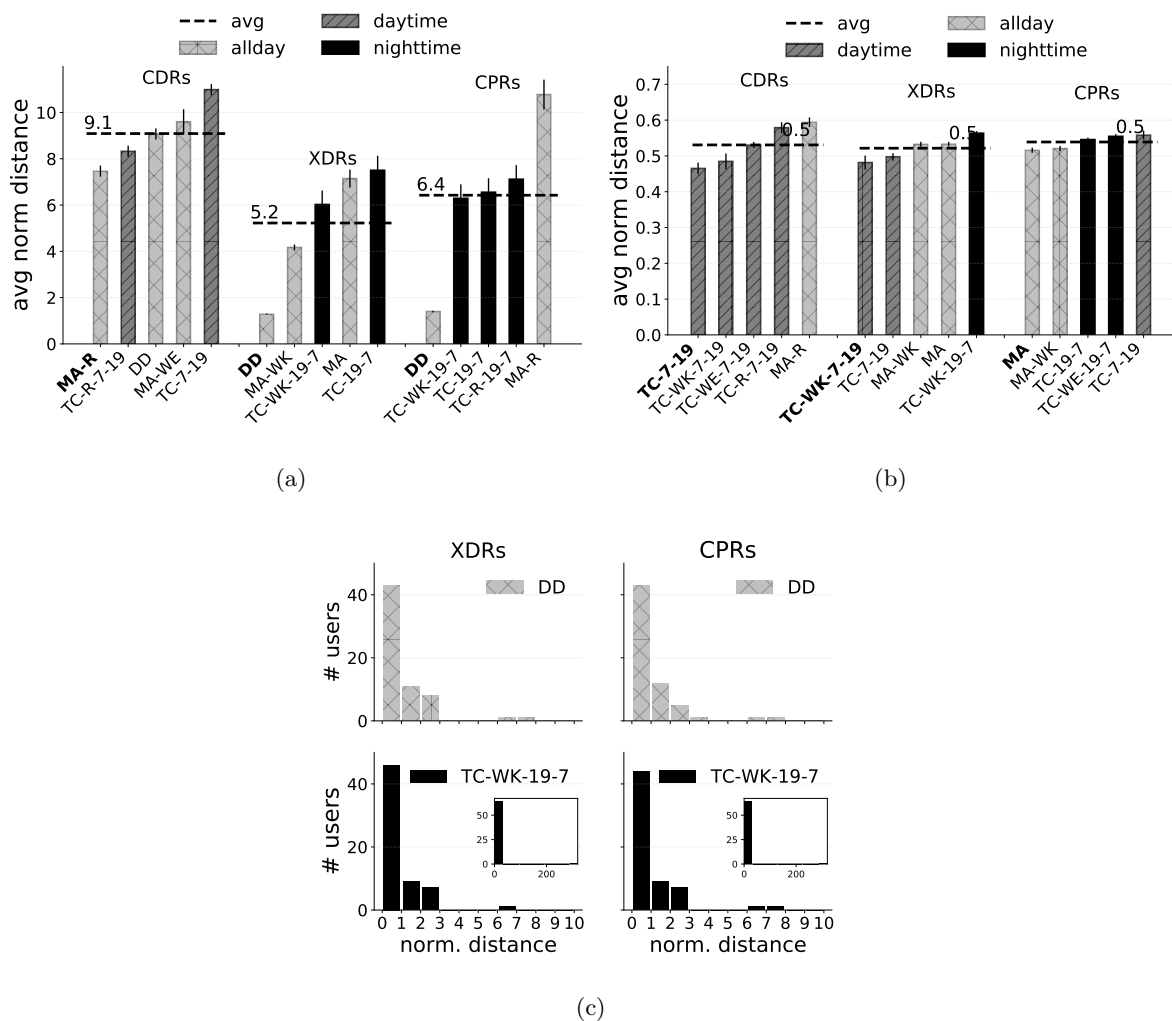 avg
daytime
allday
nighttime
avg norm distance
0
2
4
6
8
10
CDRs
XDRs
CPRs
9.1
5.2
6.4
MA-R
TC-R-7-19
DD
MA-WE
TC-7-19
DD
MA-WK
TC-WK-19-7
MA
TC-19-7
DD
TC-WK-19-7
TC-19-7
TC-R-19-7
MA-R
(a)
avg
allday
daytime
nighttime
avg norm distance
0.0
0.1
0.2
0.3
0.4
0.5
0.6
0.7
CDRs
XDRs
CPRs
0.5
0.5
0.5
TC-7-19
TC-WK-7-19
TC-WE-7-19
TC-R-7-19
MA-R
TC-WK-7-19
TC-7-19
MA-WK
MA
TC-WK-19-7
MA
MA-WK
TC-19-7
TC-WE-19-7
TC-7-19
(b)
XDRs
CPRs
# users
0
20
40
DD
DD
# users
0
20
40
TC-WK-19-7
50
25
0
0 200
TC-WK-19-7
50
25
0
0 200
0 1 2 3 4 5 6 7 8 9 10
norm. distance
0 1 2 3 4 5 6 7 8 9 10
norm. distance
(c)